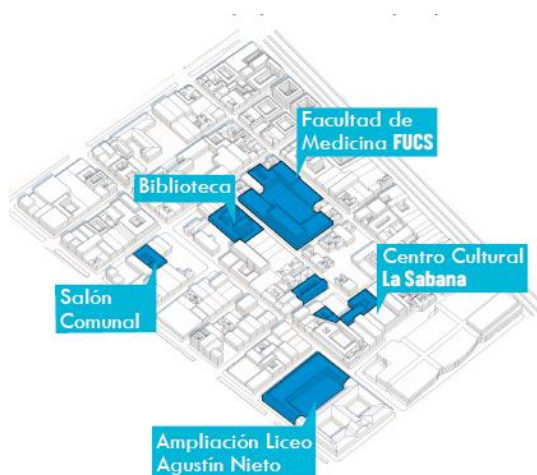 Facultad de
Medicina FUCS
Biblioteca
Centro Cultural
La Sabana
Salón
Comunal
Ampliación Liceo
Agustín Nieto